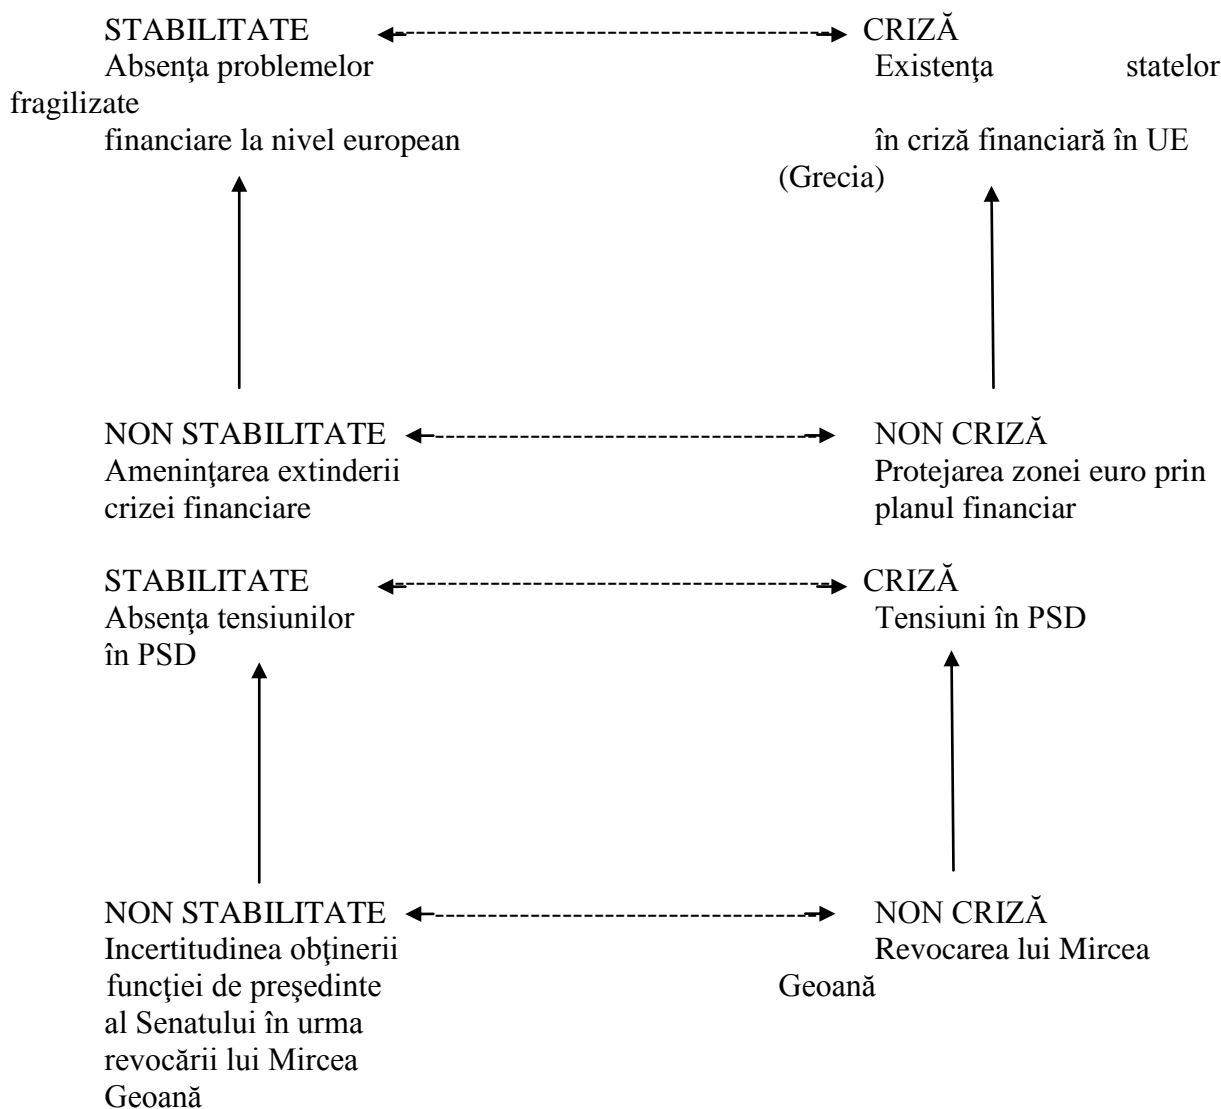 STABILITATE CRIZĂ
Absenţa problemelor Existenţa statelor
fragilizate
financiare la nivel european în criză financiară în UE
(Grecia)
NON STABILITATE NON CRIZĂ
Ameninţarea extinderii Protejarea zonei euro prin
crizei financiare planul financiar
STABILITATE CRIZĂ
Absenţa tensiunilor Tensiuni în PSD
în PSD
NON STABILITATE NON CRIZĂ
Incertitudinea obţinerii Revocarea lui Mircea
funcţiei de preşedinte Geoană
al Senatului în urma
revocării lui Mircea
Geoană